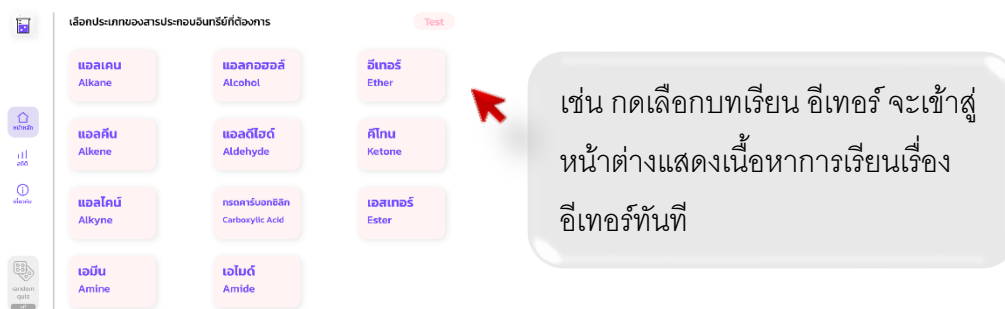 เลือกประเภทของสารประกอบอินทรีย์ที่ต้องการ
Test
แอลเคน
Alkane
แอลกอฮอล์
Alcohol
อีเทอร์
Ether
แอลคีน
Alkene
แอลดีไฮด์
Aldehyde
คีโทน
Ketone
แอลไคน์
Alkyne
กรดคาร์บอกซิลิก
Carboxylic Acid
เอสเทอร์
Ester
เอมีน
Amine
เอไมด์
Amide
หน้าหลัก
สถิติ
random
quiz
เช่น กดเลือกบทเรียน อีเทอร์ จะเข้าสู่
หน้าต่างแสดงเนื้อหาการเรียนเรื่อง
อีเทอร์ทันที